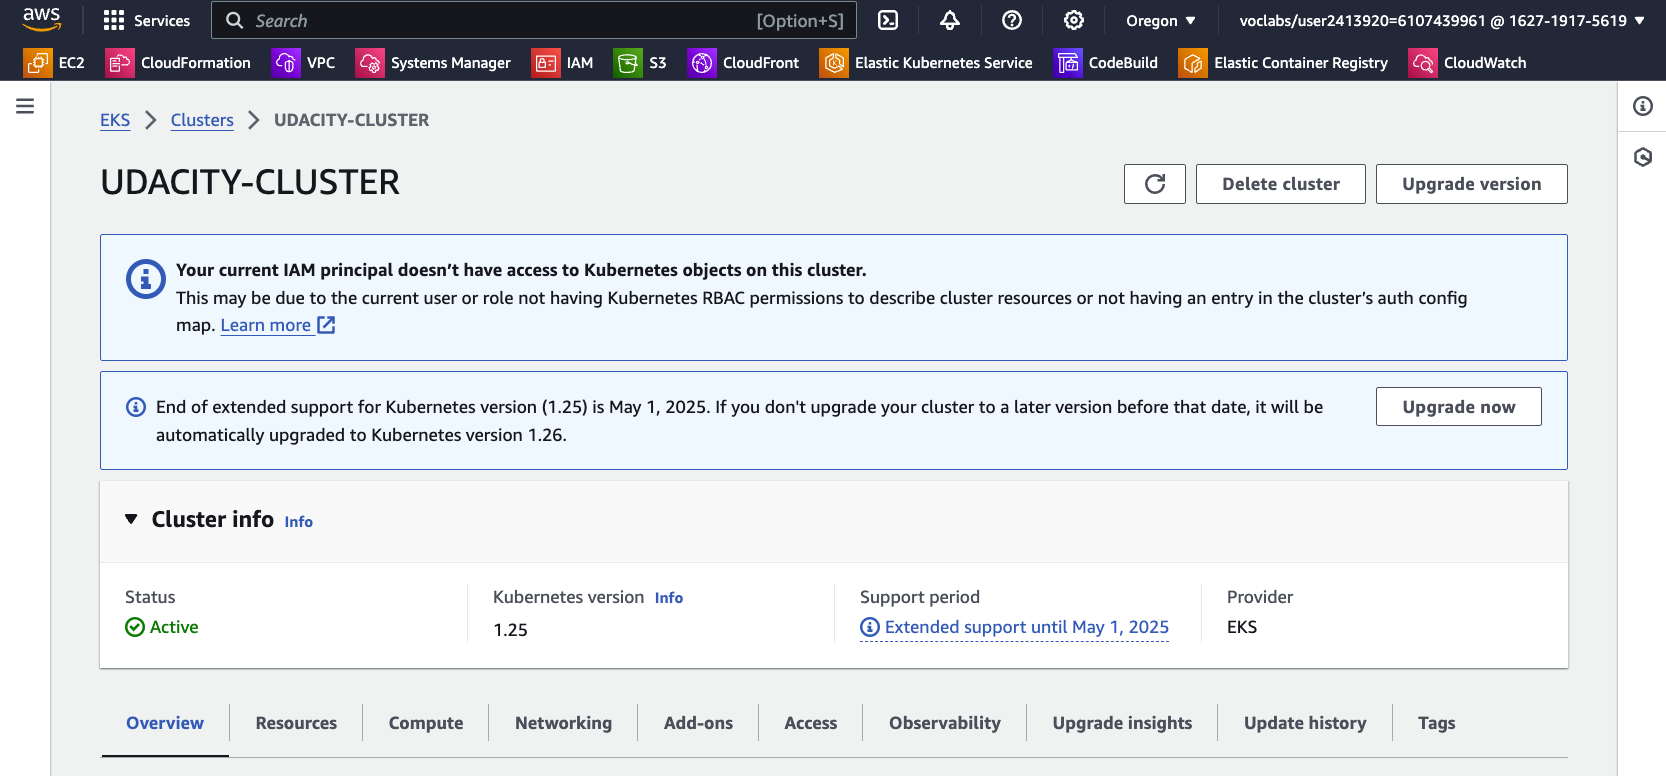 aws Services Search [Option+S] Oregon ▼ voclabs/user2413920=6107439961 @ 1627-1917-5619 ▼
EC2 CloudFormation VPC Systems Manager IAM S3 CloudFront Elastic Kubernetes Service CodeBuild Elastic Container Registry CloudWatch
EKS > Clusters > UDACITY-CLUSTER
UDACITY-CLUSTER Delete cluster Upgrade version
Your current IAM principal doesn’t have access to Kubernetes objects on this cluster.
This may be due to the current user or role not having Kubernetes RBAC permissions to describe cluster resources or not having an entry in the cluster’s auth config
map. Learn more
End of extended support for Kubernetes version (1.25) is May 1, 2025. If you don't upgrade your cluster to a later version before that date, it will be
automatically upgraded to Kubernetes version 1.26.
Upgrade now
▼ Cluster info Info
Status
Active
Kubernetes version Info
1.25
Support period
Extended support until May 1, 2025
Provider
EKS
Overview Resources Compute Networking Add-ons Access Observability Upgrade insights Update history Tags